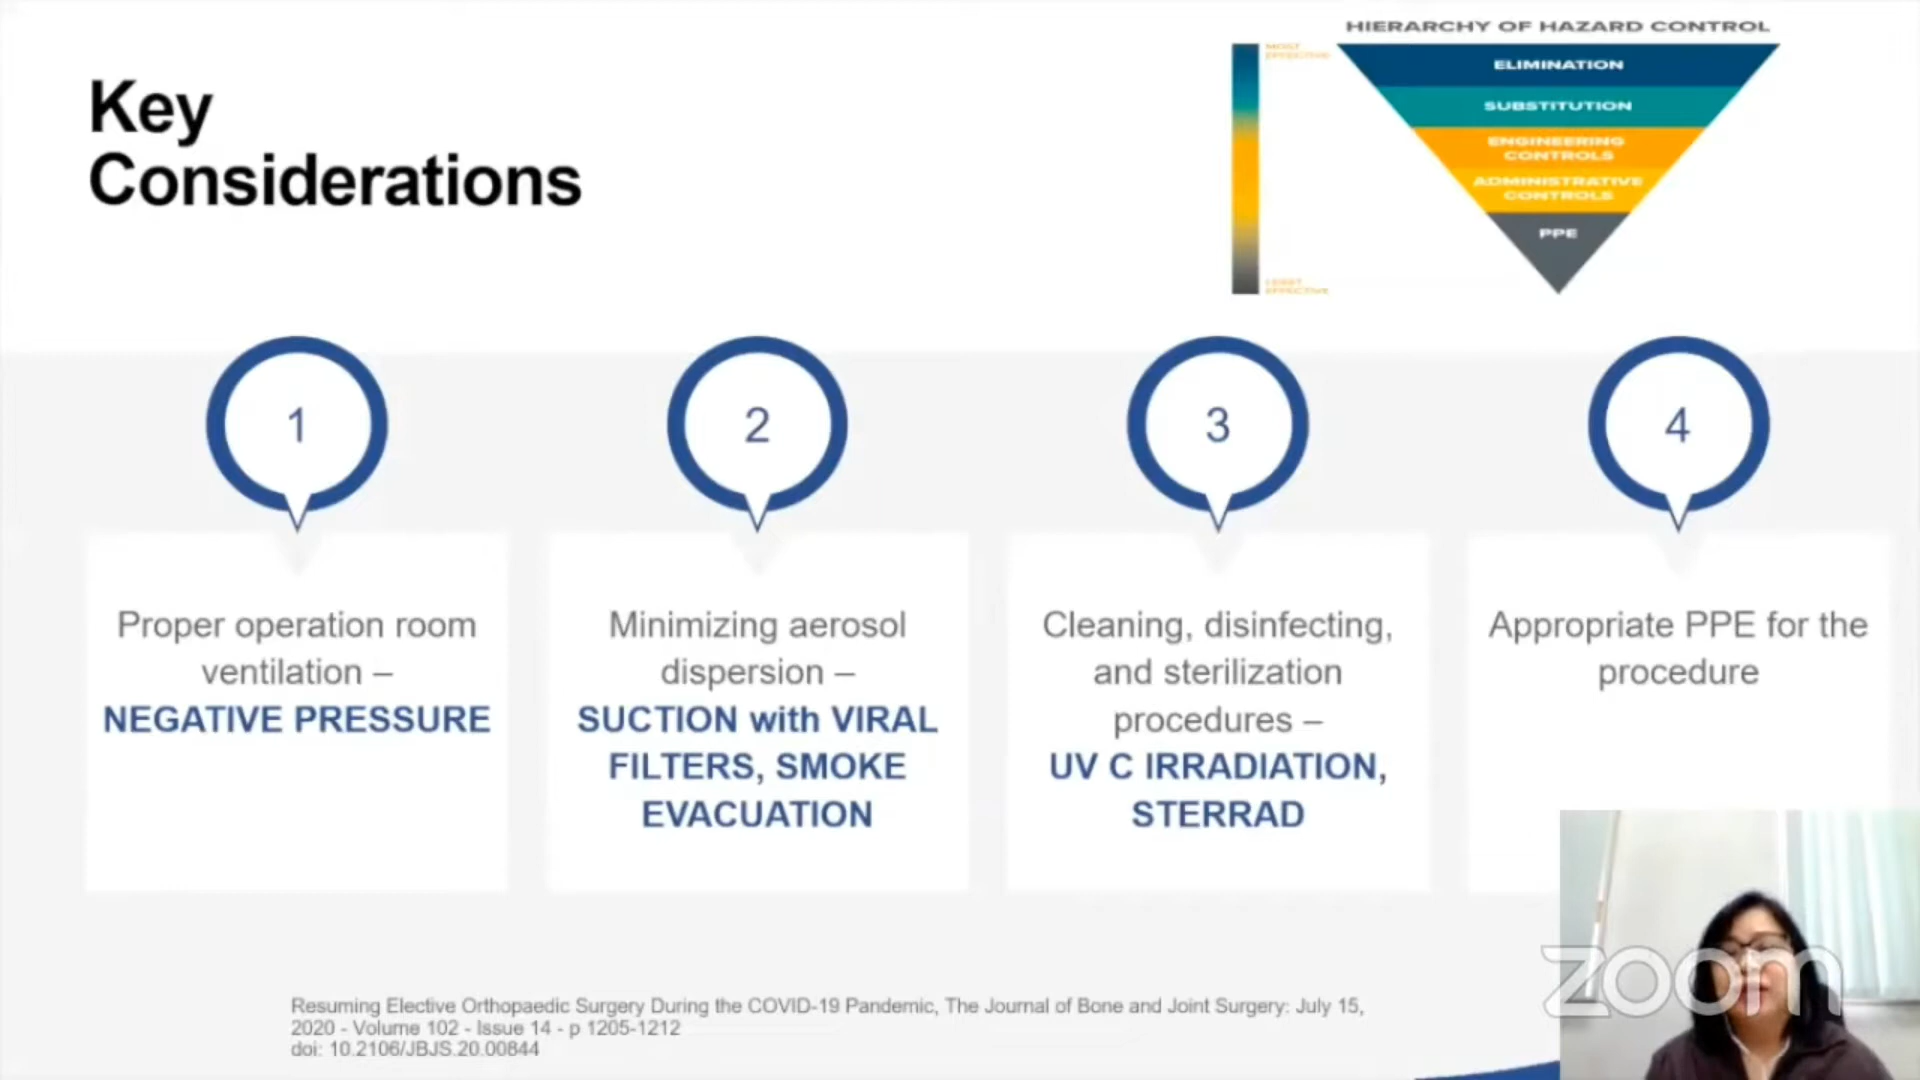 Key
Considerations
HIERARCHY OF HAZARD CONTROL
MOST
EFFECTIVE
ELIMINATION
SUBSTITUTION
ENGINEERING
CONTROLS
ADMINISTRATIVE
CONTROLS
PPE
LEAST
EFFECTIVE
1
Proper operation room
ventilation –
NEGATIVE PRESSURE
2
Minimizing aerosol
dispersion –
SUCTION with VIRAL
FILTERS, SMOKE
EVACUATION
3
Cleaning, disinfecting,
and sterilization
procedures –
UV C IRRADIATION,
STERRAD
4
Appropriate PPE for the
procedure
Resuming Elective Orthopaedic Surgery During the COVID-19 Pandemic, The Journal of Bone and Joint Surgery: July 15,
2020 - Volume 102 - Issue 14 - p 1205-1212
doi: 10.2106/JBJS.20.00844
zoom